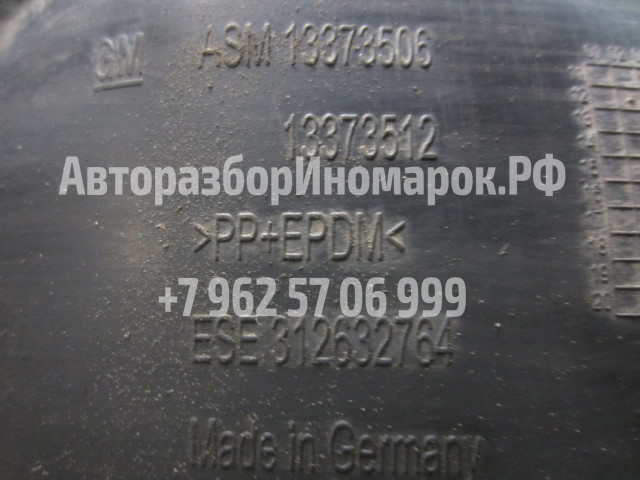 GM ASM 13373506
13373512
АвторазборИномарок.РФ
>PP+EPDM<
+7 962 57 06 999
ESE 312632764
Made in Germany